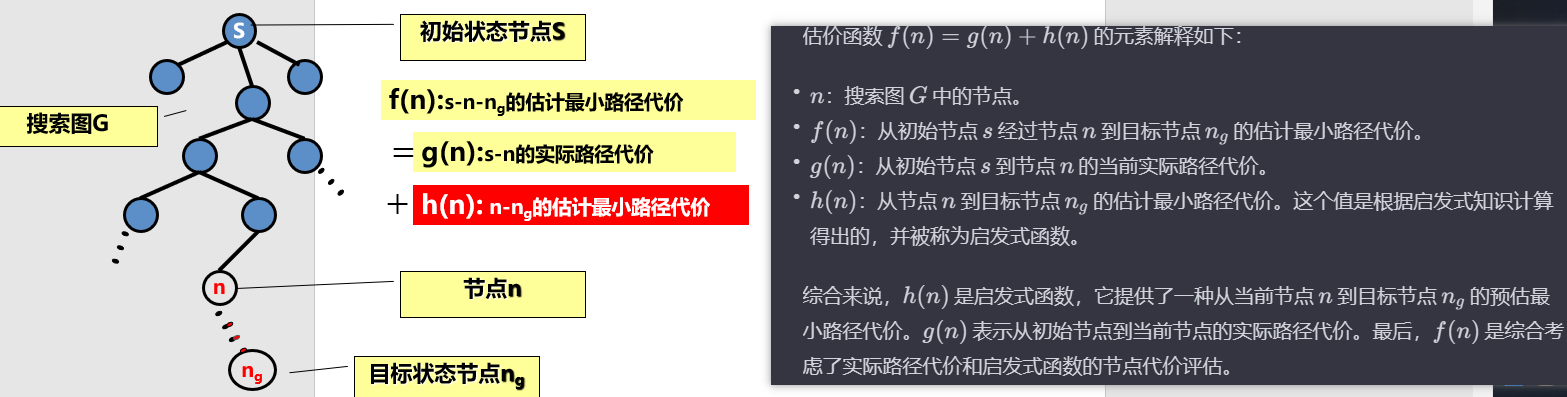 S
初始状态节点S
f(n):s-n-ng的估计最小路径代价
搜索图G
=g(n):s-n的实际路径代价
+h(n): n-ng的估计最小路径代价
n
节点n
ng
目标状态节点ng
估价函数 f(n) = g(n) + h(n) 的元素解释如下：
• n：搜索图 G 中的节点。
• f(n)：从初始节点 s 经过节点 n 到目标节点 ng 的估计最小路径代价。
• g(n)：从初始节点 s 到节点 n 的当前实际路径代价。
• h(n)：从节点 n 到目标节点 ng 的估计最小路径代价。这个值是根据启发式知识计算
得出的，并被称为启发式函数。
综合来说，h(n) 是启发式函数，它提供了一种从当前节点 n 到目标节点 ng 的预估最
小路径代价。g(n) 表示从初始节点到当前节点的实际路径代价。最后，f(n) 是综合考
虑了实际路径代价和启发式函数的节点代价评估。